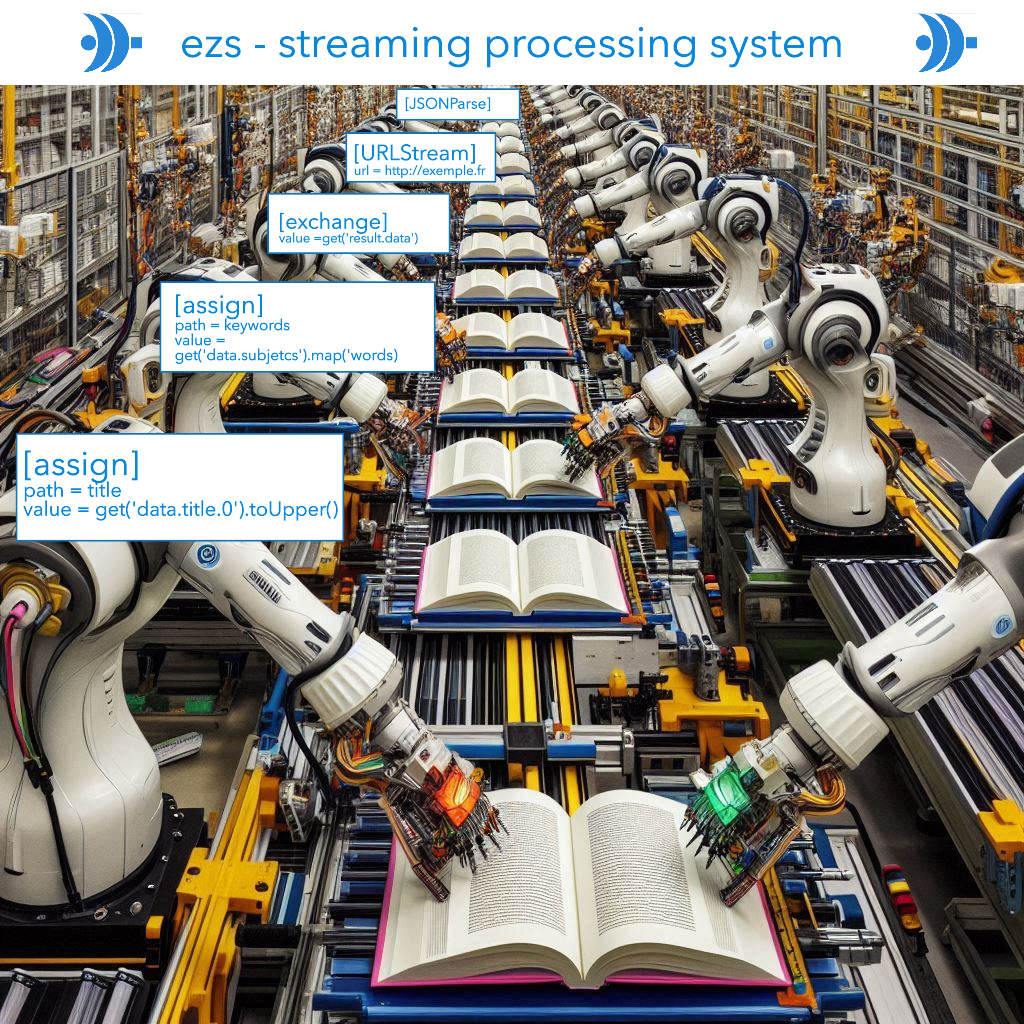 ezs - streaming processing system
[JSONParse]
[URLStream]
url = http://exemple.fr
[exchange]
value =get('result.data')
[assign]
path = keywords
value =
get('data.subjetcs').map('words)
[assign]
path = title
value = get('data.title.0').toUpper()